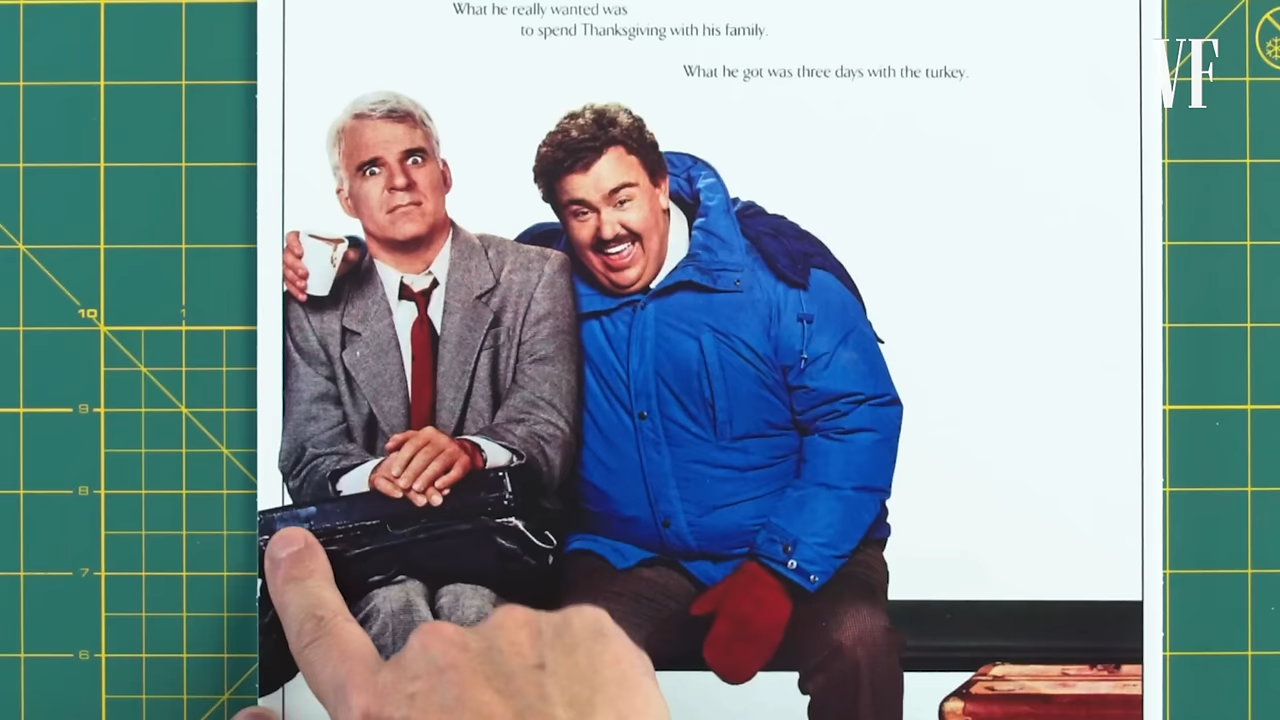 What he really wanted was
to spend Thanksgiving with his family.
What he got was three days with the turkey.
VF
10
1
9
8
7
6